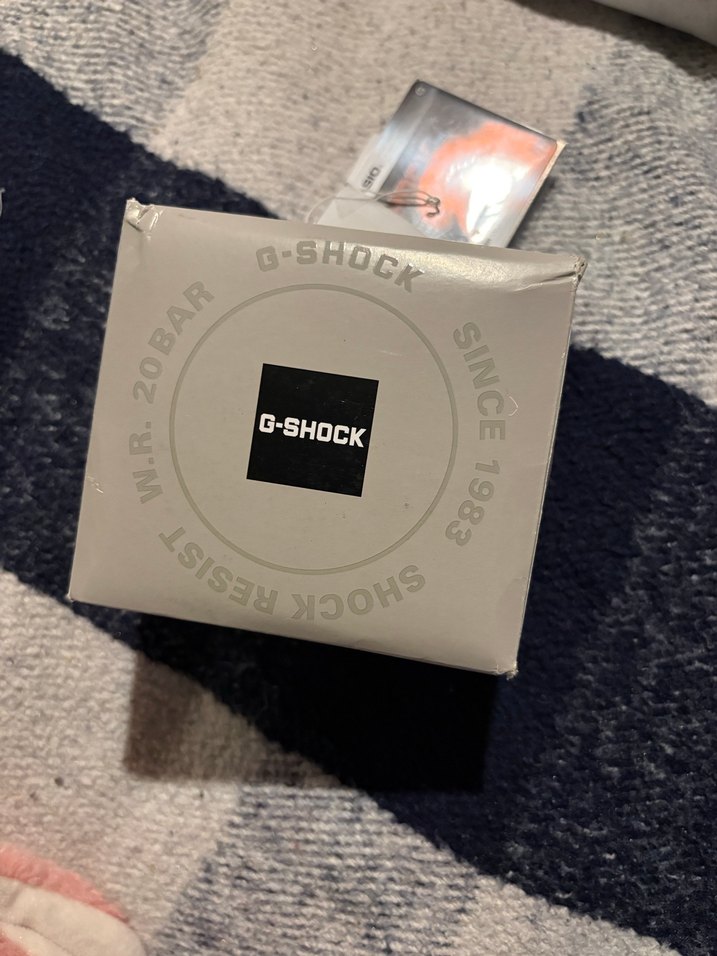 G-SHOCK
SINCE 1983
SHOCK RESIST
W.R. 20BAR
G-SHOCK